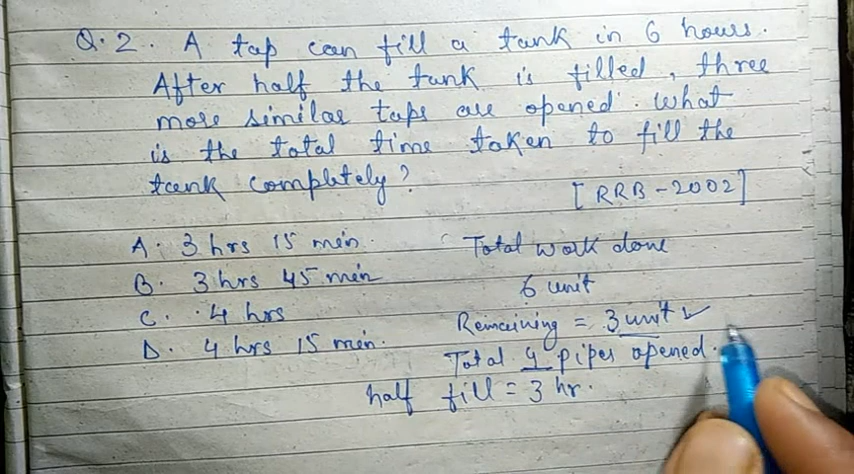 Q.2. A tap can fill a tank in 6 hours.
After half the tank is filled, three
more similar taps are opened. What
is the total time taken to fill the
tank completely?
[RRB-2002]
A. 3 hrs 15 min.
B. 3 hrs 45 min
C. 4 hrs
D. 4 hrs 15 min.
Total work done
6 unit
Remaining = 3 unit ✓
Total 4 pipes opened.
half fill = 3 hr.